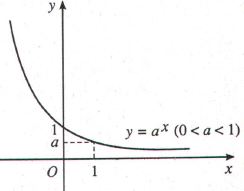 y
y = a^x (0 < a < 1)
1
a
O
1
x